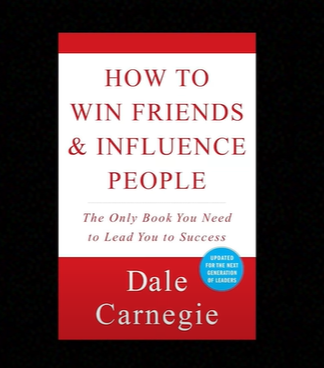 HOW TO
WIN FRIENDS
& INFLUENCE
PEOPLE
The Only Book You Need
to Lead You to Success
UPDATED
FOR THE NEXT
GENERATION
OF LEADERS
Dale
Carnegie